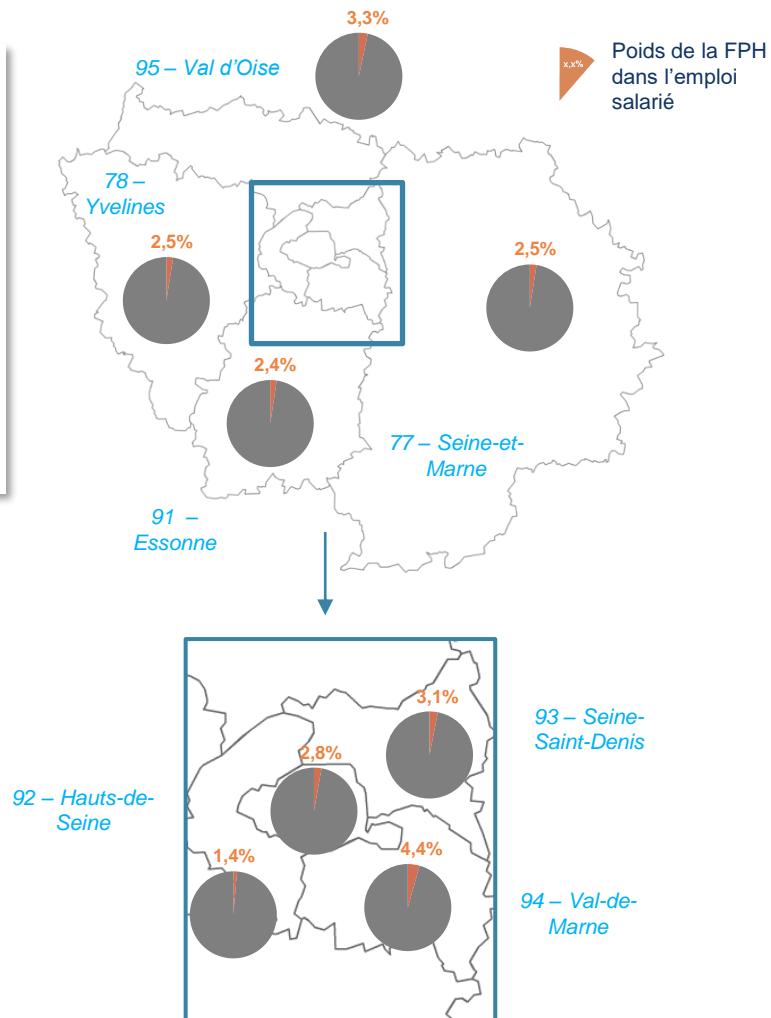 3,3%
95 – Val d’Oise
x,x%
Poids de la FPH
dans l’emploi
salarié
78 –
Yvelines
2,5%
2,5%
2,4%
77 – Seine-et-
Marne
91 –
Essonne
3,1%
93 – Seine-
Saint-Denis
2,8%
92 – Hauts-de-
Seine
1,4%
4,4%
94 – Val-de-
Marne